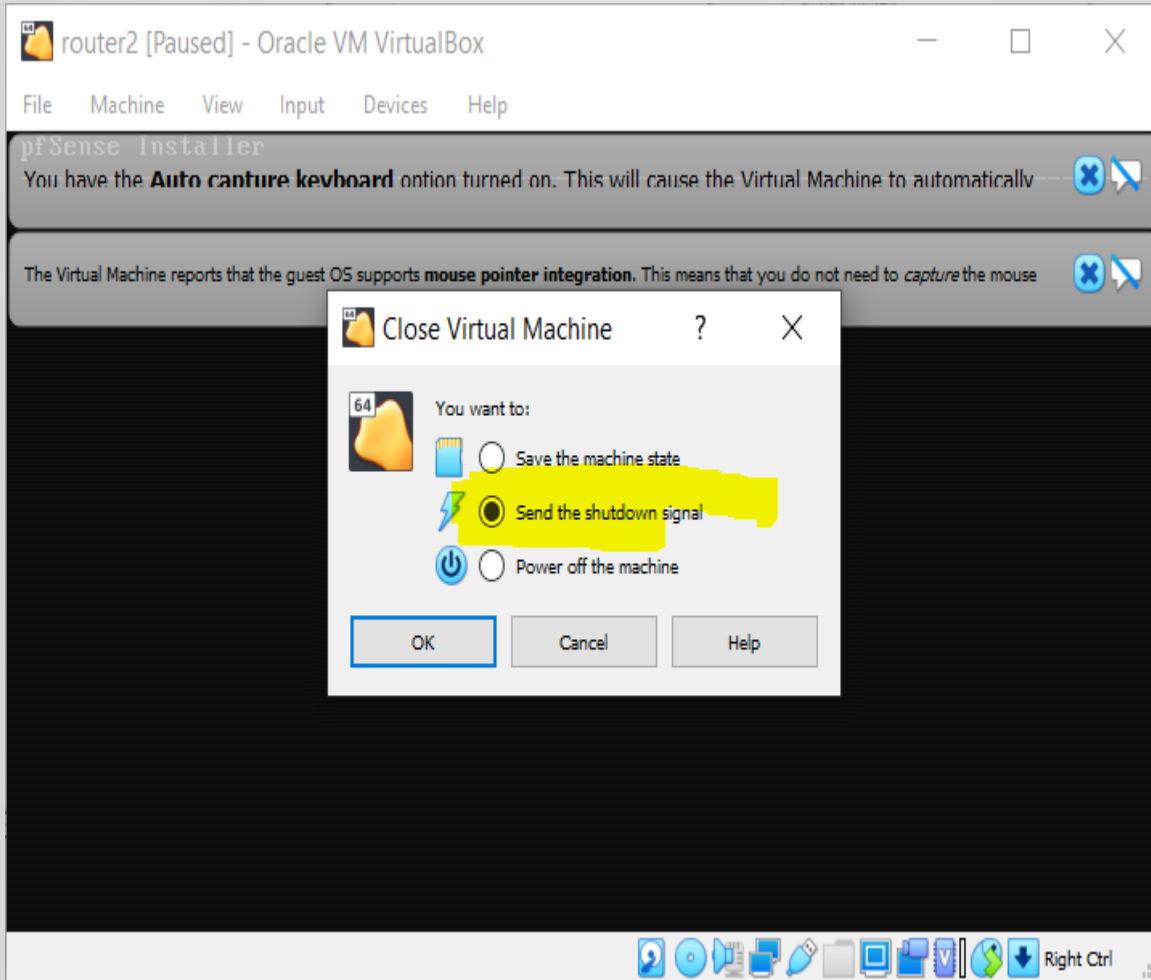 router2 [Paused] - Oracle VM VirtualBox
File Machine View Input Devices Help
pfSense Installer
You have the Auto capture keyboard option turned on. This will cause the Virtual Machine to automatically
The Virtual Machine reports that the guest OS supports mouse pointer integration. This means that you do not need to capture the mouse
64 Close Virtual Machine ?
64
You want to:
Save the machine state
Send the shutdown signal
Power off the machine
OK Cancel Help
V
Right Ctrl